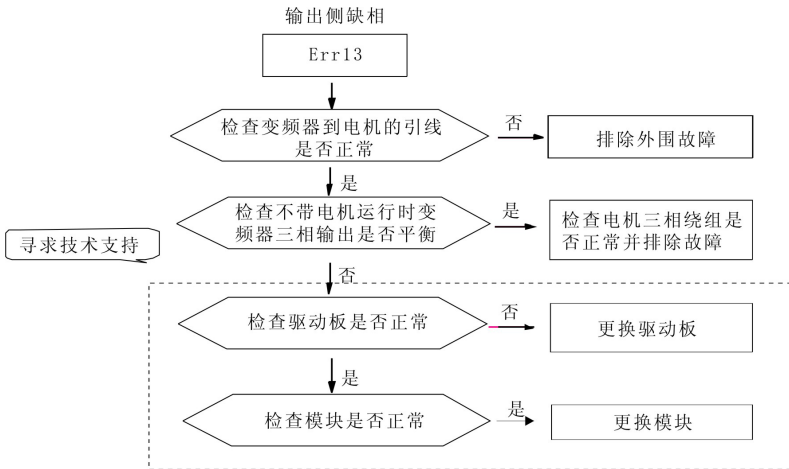 输出侧缺相
Err13
检查变频器到电机的引线
是否正常
否
排除外围故障
是
检查不带电机运行时变
频器三相输出是否平衡
是
检查电机三相绕组是
否正常并排除故障
寻求技术支持
否
检查驱动板是否正常
否
更换驱动板
是
检查模块是否正常
是
更换模块